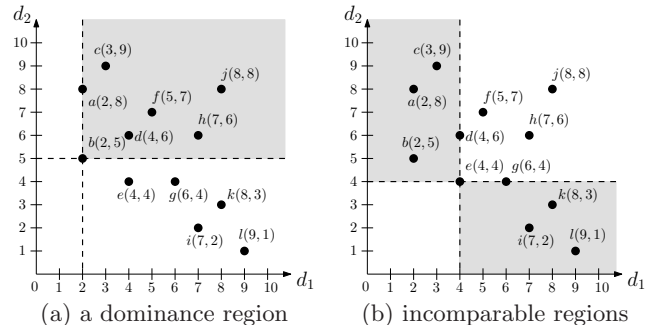 d₂
10
9
8
7
6
5
4
3
2
1
0
1 2 3 4 5 6 7 8 9 10
d₁
c(3,9)
a(2,8)
j(8,8)
f(5,7)
d(4,6)
h(7,6)
b(2,5)
e(4,4)
g(6,4)
k(8,3)
i(7,2)
l(9,1)
(a) a dominance region
d₂
10
9
8
7
6
5
4
3
2
1
0
1 2 3 4 5 6 7 8 9 10
d₁
c(3,9)
a(2,8)
j(8,8)
f(5,7)
d(4,6)
h(7,6)
b(2,5)
e(4,4)
g(6,4)
k(8,3)
i(7,2)
l(9,1)
(b) incomparable regions